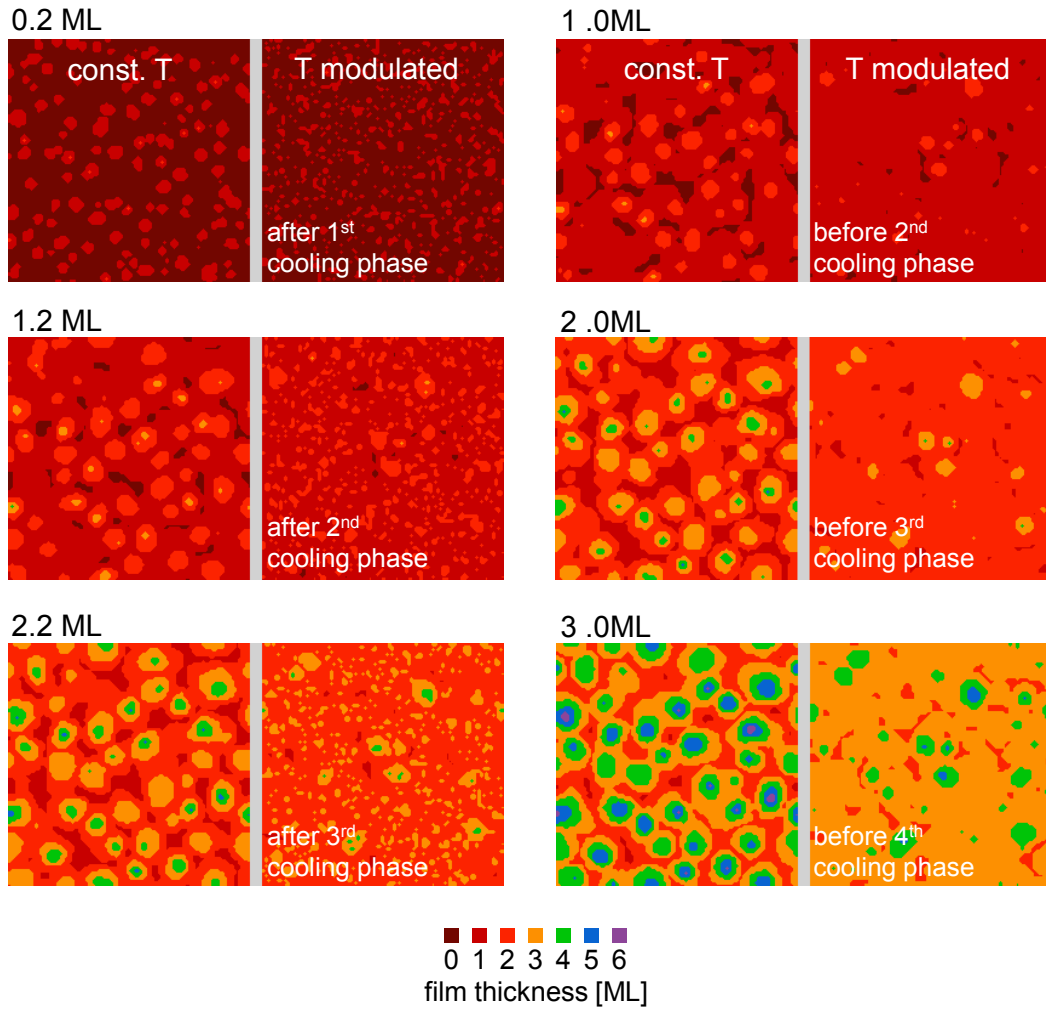 0.2 ML
const. T
T modulated
after 1st
cooling phase
1 .0ML
const. T
T modulated
before 2nd
cooling phase
1.2 ML
after 2nd
cooling phase
2 .0ML
before 3rd
cooling phase
2.2 ML
after 3rd
cooling phase
3 .0ML
before 4th
cooling phase
0 1 2 3 4 5 6
film thickness [ML]